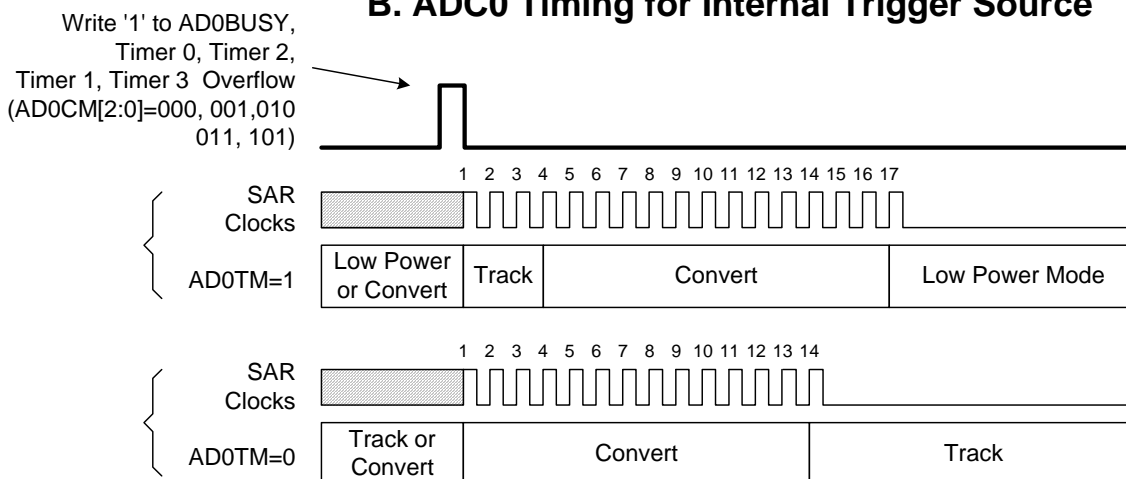 B. ADC0 Timing for Internal Trigger Source
Write '1' to AD0BUSY,
Timer 0, Timer 2,
Timer 1, Timer 3 Overflow
(AD0CM[2:0]=000, 001,010
011, 101)
1 2 3 4 5 6 7 8 9 10 11 12 13 14 15 16 17
SAR
Clocks
AD0TM=1
Low Power
or Convert
Track
Convert
Low Power Mode
1 2 3 4 5 6 7 8 9 10 11 12 13 14
SAR
Clocks
AD0TM=0
Track or
Convert
Convert
Track